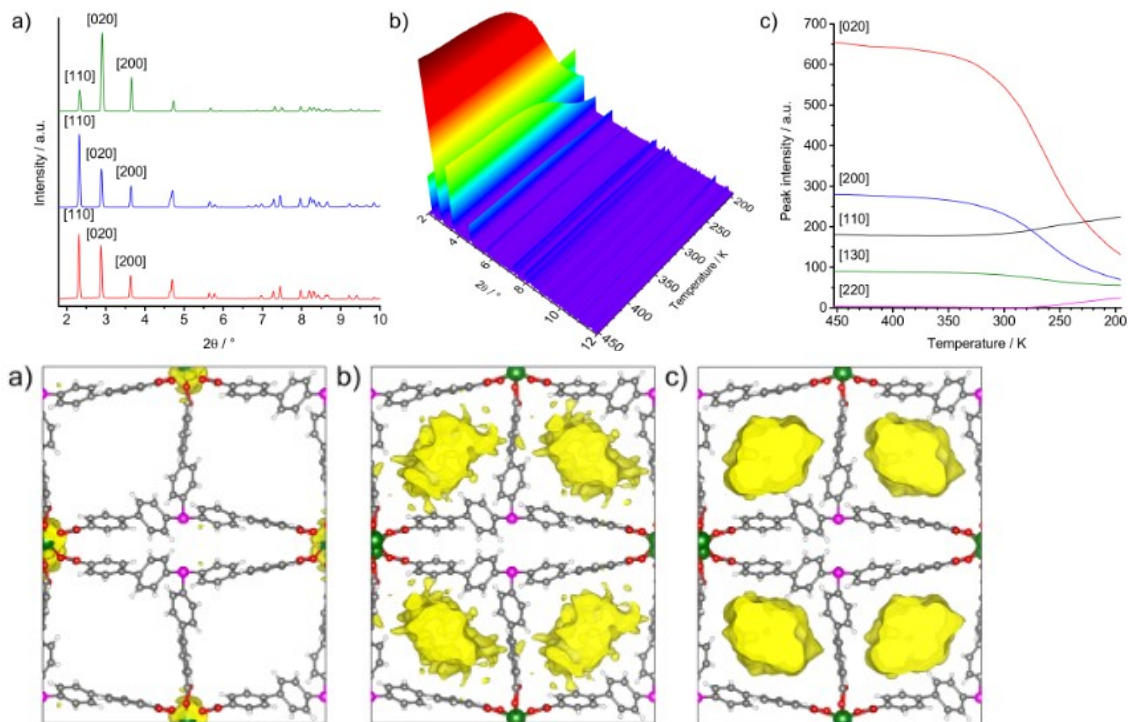 a)
[020]
[110]
[200]
[110]
[020]
[200]
[110]
[020]
[200]
Intensity / a.u.
2 3 4 5 6 7 8 9 10
2θ / °
b)
2 4 6 8 10 12
2θ / °
200
250
300
350
400
450
Temperature / K
c)
700
600
500
400
300
200
100
0
Peak intensity / a.u.
[020]
[200]
[110]
[130]
[220]
450 400 350 300 250 200
Temperature / K
a) b) c)